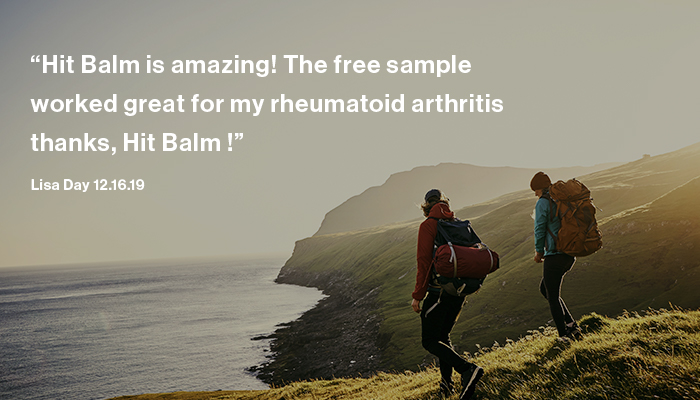 “Hit Balm is amazing! The free sample
worked great for my rheumatoid arthritis
thanks, Hit Balm !”
Lisa Day 12.16.19